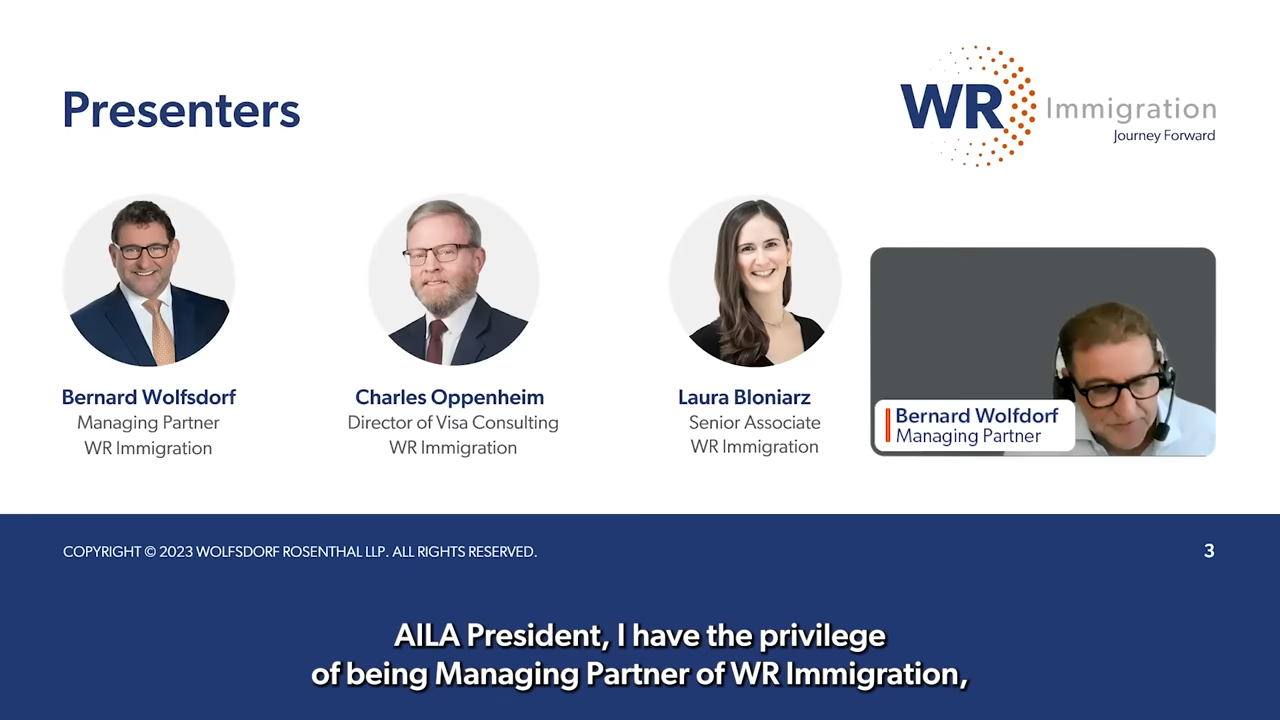 Presenters
WR Immigration
Journey Forward
Bernard Wolfsdorf
Managing Partner
WR Immigration
Charles Oppenheim
Director of Visa Consulting
WR Immigration
Laura Bloniarz
Senior Associate
WR Immigration
Bernard Wolfdorf
Managing Partner
COPYRIGHT © 2023 WOLFSDORF ROSENTHAL LLP. ALL RIGHTS RESERVED.
3
AILA President, I have the privilege
of being Managing Partner of WR Immigration,